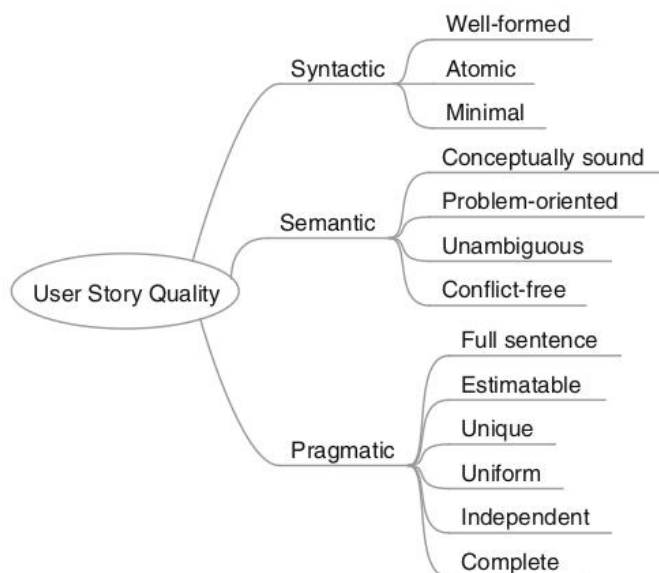 User Story Quality
Syntactic
Well-formed
Atomic
Minimal
Semantic
Conceptually sound
Problem-oriented
Unambiguous
Conflict-free
Pragmatic
Full sentence
Estimatable
Unique
Uniform
Independent
Complete